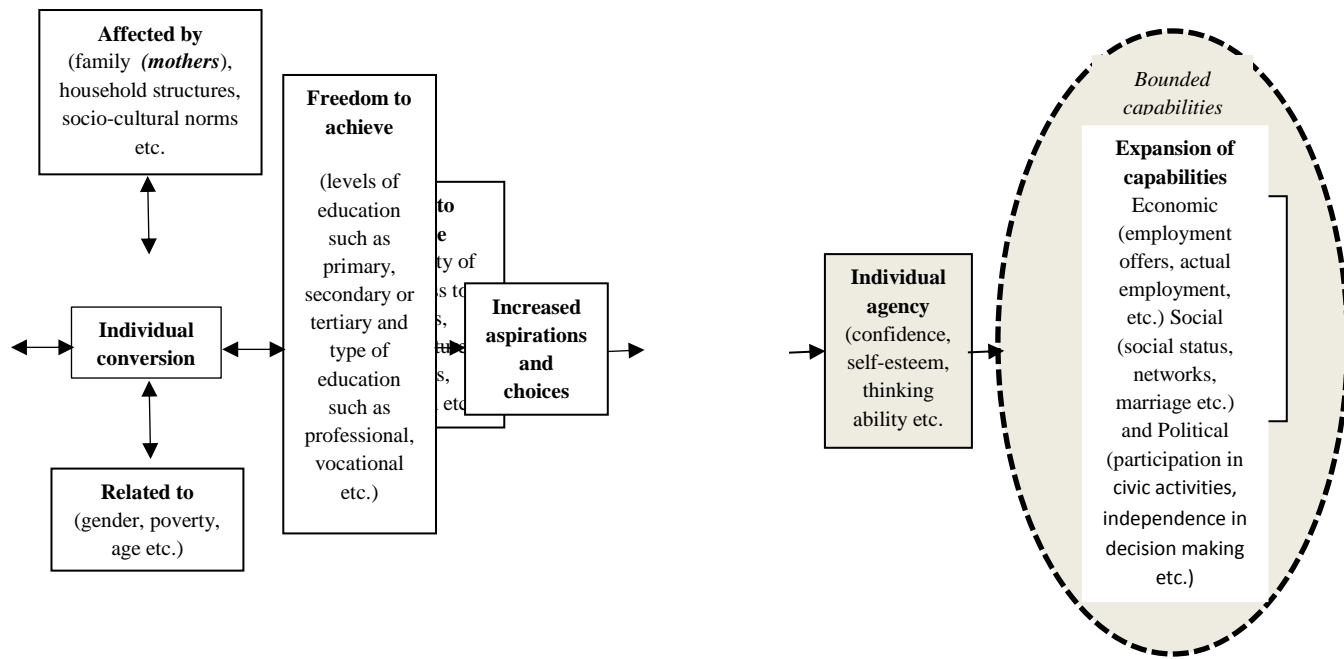 Affected by
(family (mothers),
household structures,
socio-cultural norms
etc.
Individual
conversion
Related to
(gender, poverty,
age etc.)
Freedom to
achieve
(levels of
education
such as
primary,
secondary or
tertiary and
type of
education
such as
professional,
vocational
etc.)
to
of
to
etc
Increased
aspirations
and
choices
Individual
agency
(confidence,
self-esteem,
thinking
ability etc.
Bounded
capabilities
Expansion of
capabilities
Economic
(employment
offers, actual
employment,
etc.) Social
(social status,
networks,
marriage etc.)
and Political
(participation in
civic activities,
independence in
decision making
etc.)